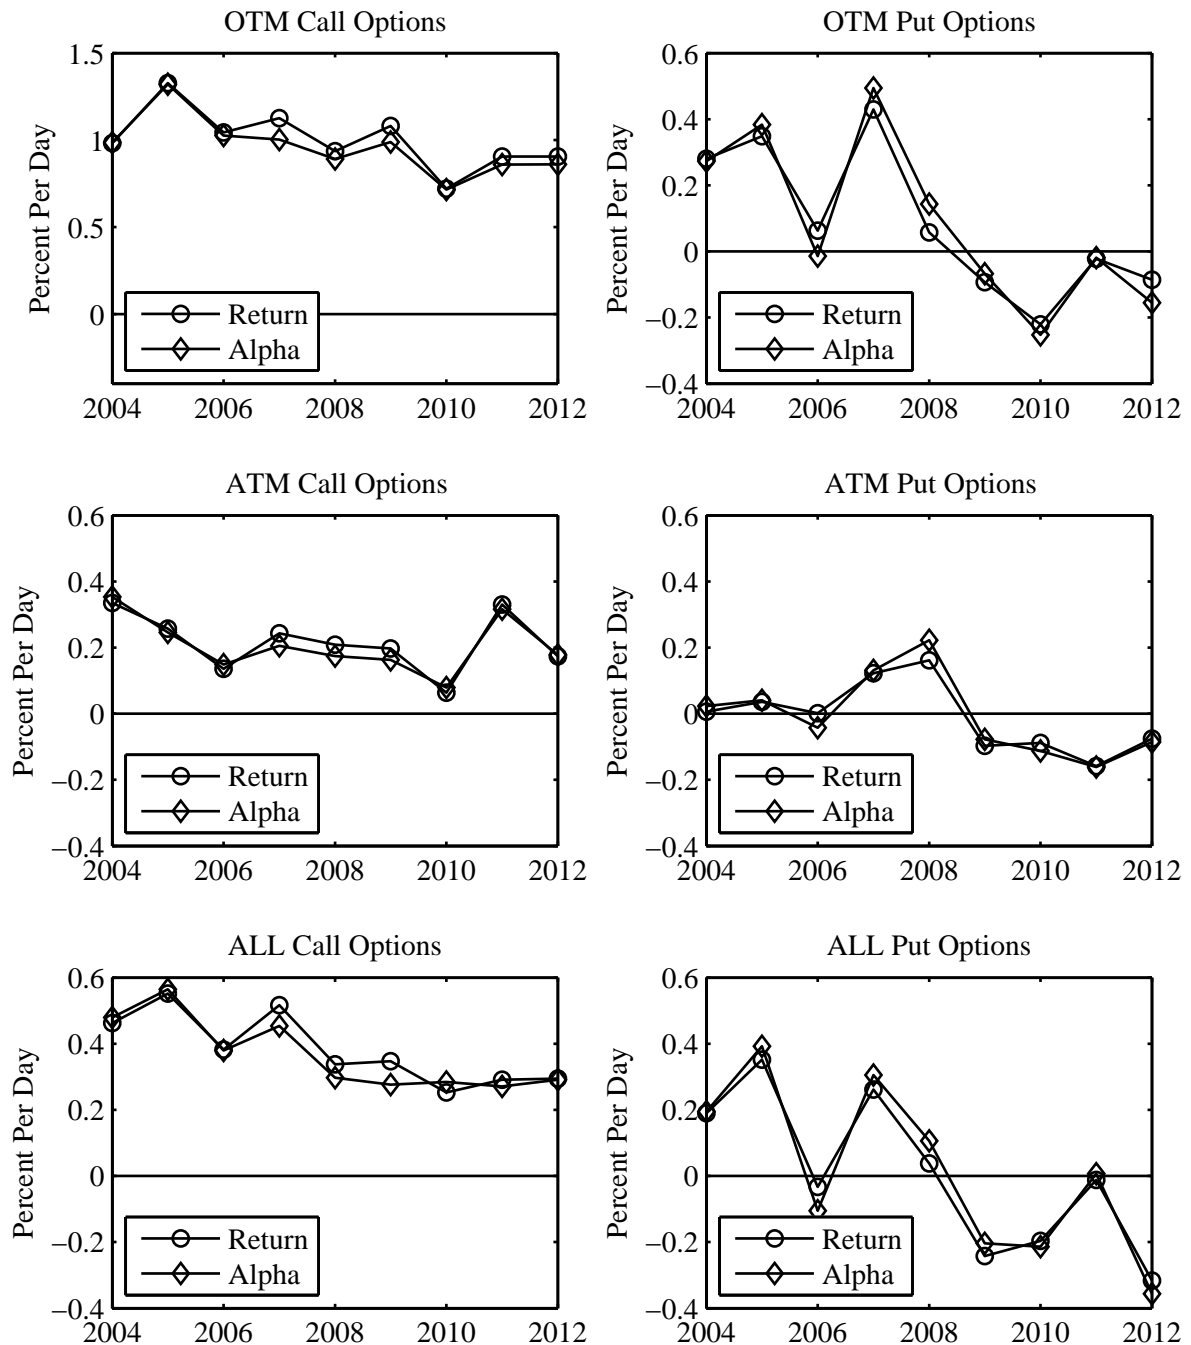 OTM Call Options
1.5
1
0.5
0
Percent Per Day
Return
Alpha
2004 2006 2008 2010 2012
OTM Put Options
0.6
0.4
0.2
0
−0.2
−0.4
Percent Per Day
Return
Alpha
2004 2006 2008 2010 2012
ATM Call Options
0.6
0.4
0.2
0
−0.2
−0.4
Percent Per Day
Return
Alpha
2004 2006 2008 2010 2012
ATM Put Options
0.6
0.4
0.2
0
−0.2
−0.4
Percent Per Day
Return
Alpha
2004 2006 2008 2010 2012
ALL Call Options
0.6
0.4
0.2
0
−0.2
−0.4
Percent Per Day
Return
Alpha
2004 2006 2008 2010 2012
ALL Put Options
0.6
0.4
0.2
0
−0.2
−0.4
Percent Per Day
Return
Alpha
2004 2006 2008 2010 2012